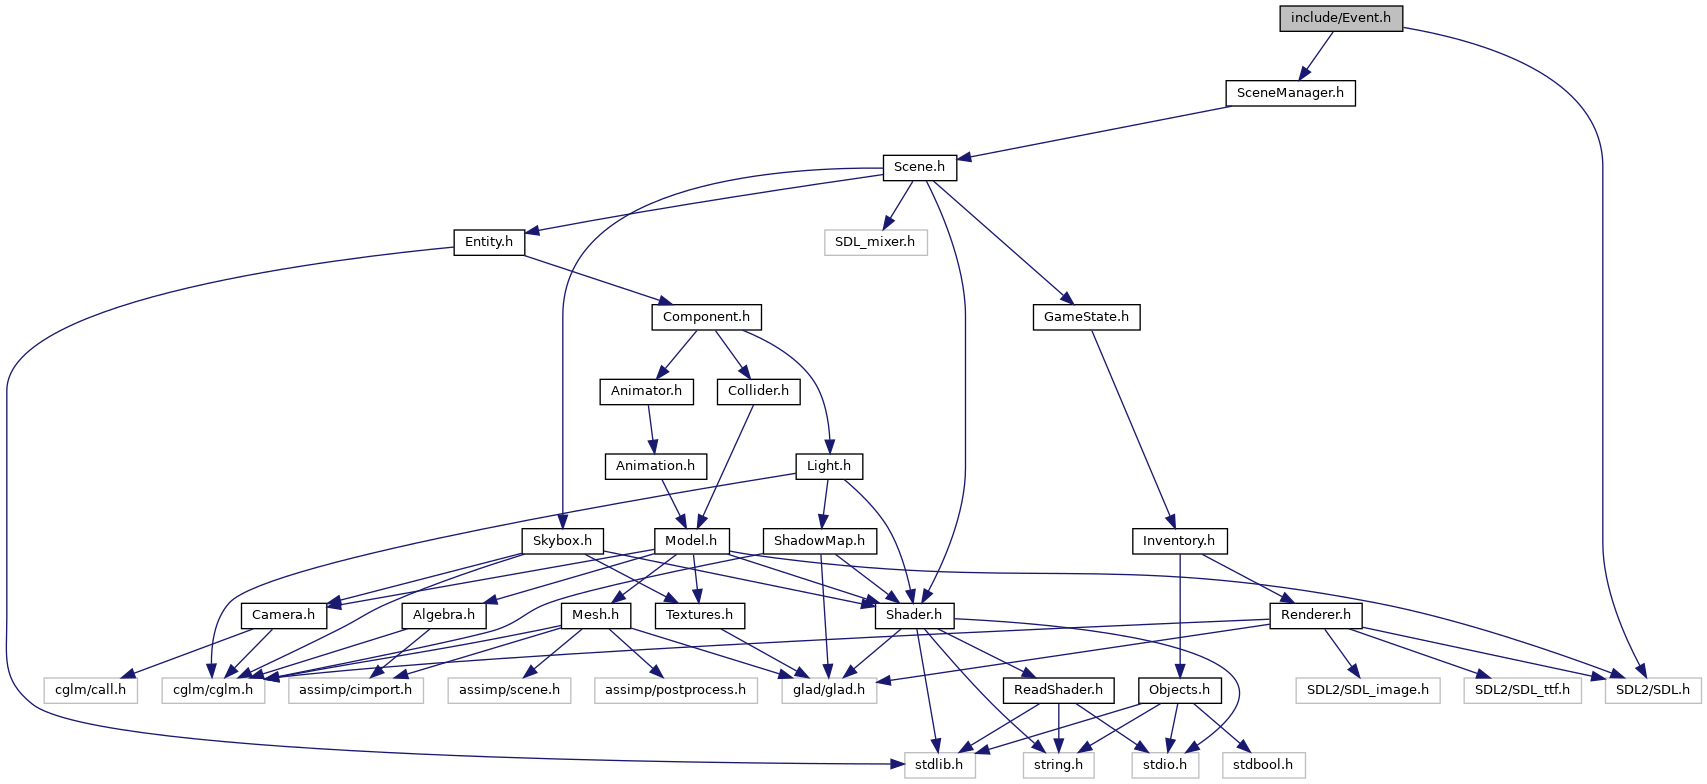 include/Event.h
SceneManager.h
Scene.h
Entity.h
SDL_mixer.h
Component.h
GameState.h
Animator.h
Collider.h
Animation.h
Light.h
Skybox.h
Model.h
ShadowMap.h
Inventory.h
Camera.h
Algebra.h
Mesh.h
Textures.h
Shader.h
Renderer.h
cglm/call.h
cglm/cglm.h
assimp/cimport.h
assimp/scene.h
assimp/postprocess.h
glad/glad.h
ReadShader.h
Objects.h
SDL2/SDL_image.h
SDL2/SDL_ttf.h
SDL2/SDL.h
stdlib.h
string.h
stdio.h
stdbool.h